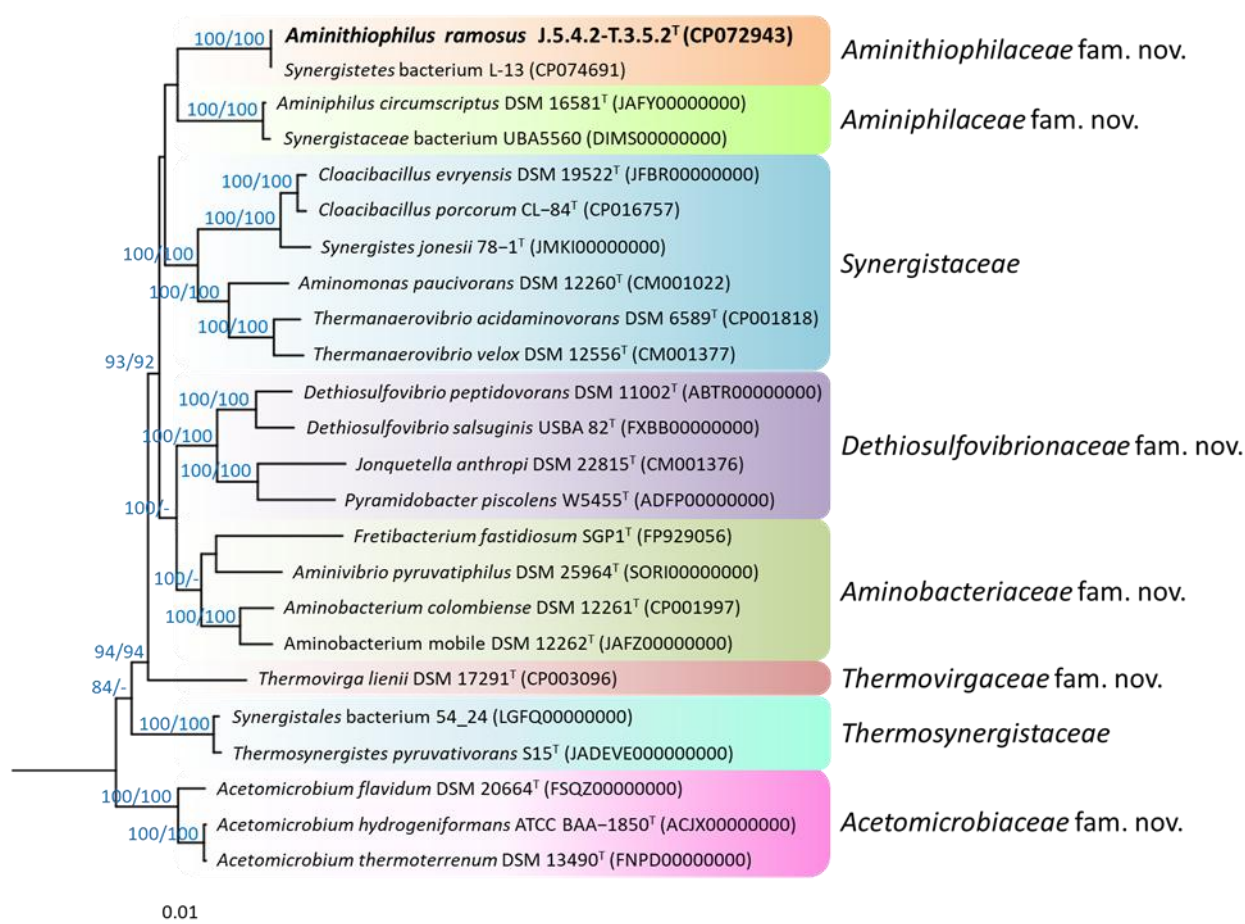 100/100 Aminithiophilus ramosus J.5.4.2-T.3.5.2ᵀ (CP072943)
Synergistetes bacterium L-13 (CP074691)
Aminithiophilaceae fam. nov.
100/100 Aminiphilus circumscriptus DSM 16581ᵀ (JAFY00000000)
Synergistaceae bacterium UBA5560 (DIMS00000000)
Aminiphilaceae fam. nov.
100/100 Cloacibacillus evryensis DSM 19522ᵀ (JFBR00000000)
100/100 Cloacibacillus porcorum CL−84ᵀ (CP016757)
100/100 Synergistes jonesii 78−1ᵀ (JMKI00000000)
100/100 Aminomonas paucivorans DSM 12260ᵀ (CM001022)
100/100 Thermanaerovibrio acidaminovorans DSM 6589ᵀ (CP001818)
Thermanaerovibrio velox DSM 12556ᵀ (CM001377)
Synergistaceae
93/92
100/100 Dethiosulfovibrio peptidovorans DSM 11002ᵀ (ABTR00000000)
100/100 Dethiosulfovibrio salsuginis USBA 82ᵀ (FXBB00000000)
100/100 Jonquetella anthropi DSM 22815ᵀ (CM001376)
Pyramidobacter piscolens W5455ᵀ (ADFP00000000)
Dethiosulfovibrionaceae fam. nov.
100/-
Fretibacterium fastidiosum SGP1ᵀ (FP929056)
100/- Aminivibrio pyruvatiphilus DSM 25964ᵀ (SORI00000000)
100/100 Aminobacterium colombiense DSM 12261ᵀ (CP001997)
Aminobacterium mobile DSM 12262ᵀ (JAFZ00000000)
Aminobacteriaceae fam. nov.
94/94
Thermovirga lienii DSM 17291ᵀ (CP003096)
Thermovirgaceae fam. nov.
84/-
100/100 Synergistales bacterium 54_24 (LGFQ00000000)
Thermosynergistes pyruvativorans S15ᵀ (JADEVE000000000)
Thermosynergistaceae
100/100 Acetomicrobium flavidum DSM 20664ᵀ (FSQZ00000000)
100/100 Acetomicrobium hydrogeniformans ATCC BAA−1850ᵀ (ACJX00000000)
Acetomicrobium thermoterrenum DSM 13490ᵀ (FNPD00000000)
Acetomicrobiaceae fam. nov.
0.01